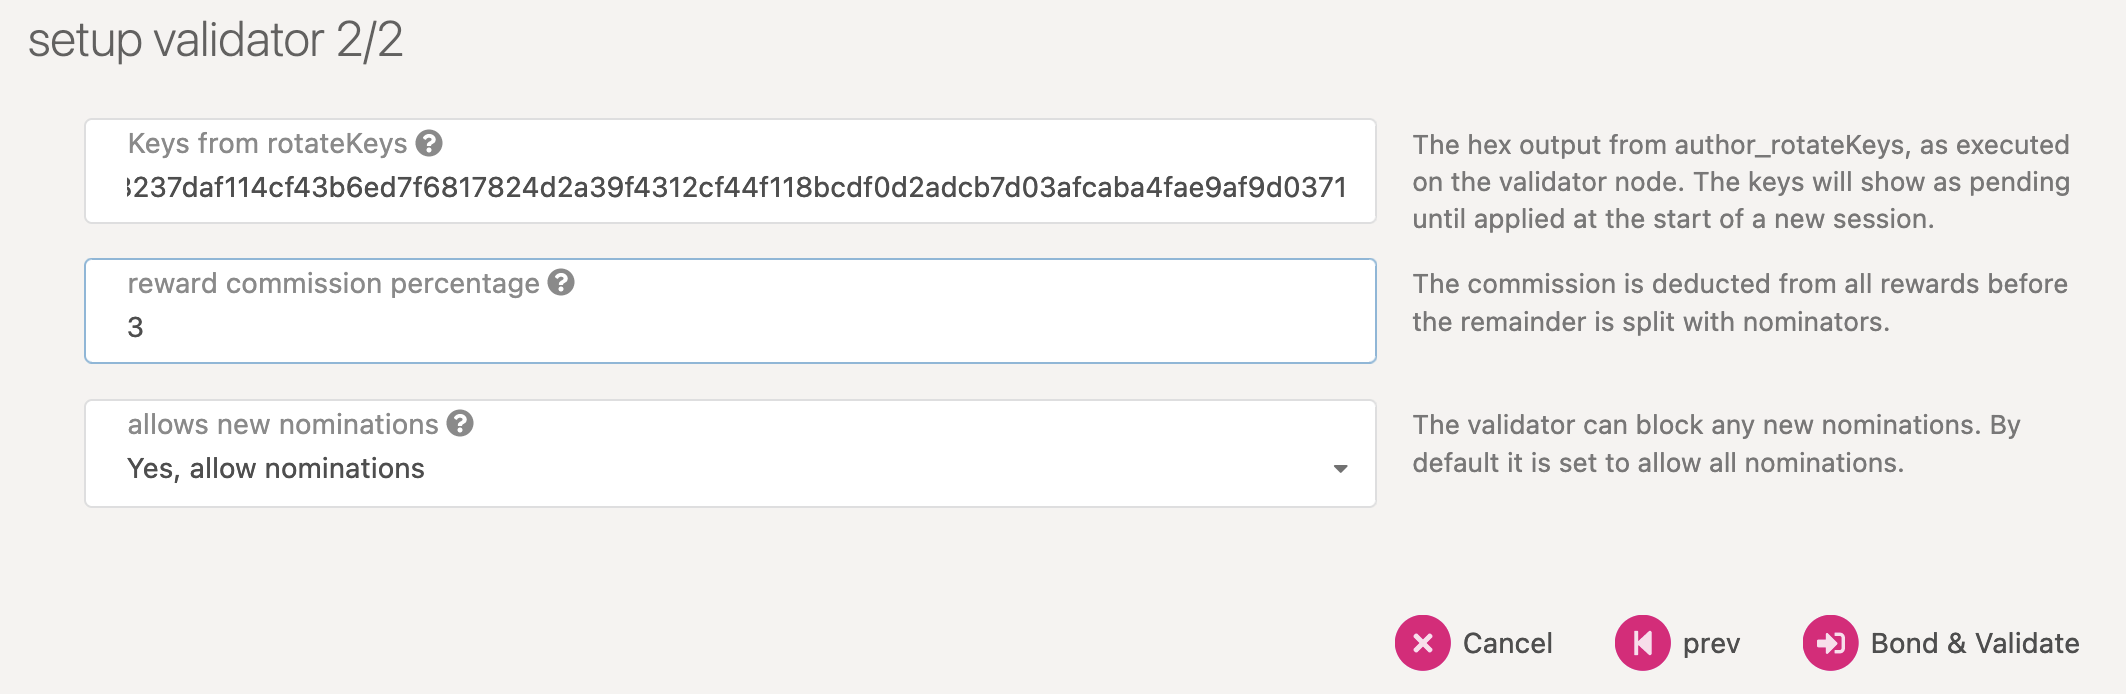 setup validator 2/2
Keys from rotateKeys
3237daf114cf43b6ed7f6817824d2a39f4312cf44f118bcdf0d2adcb7d03afcaba4fae9af9d0371
The hex output from author_rotateKeys, as executed
on the validator node. The keys will show as pending
until applied at the start of a new session.
reward commission percentage
3
The commission is deducted from all rewards before
the remainder is split with nominators.
allows new nominations
Yes, allow nominations
The validator can block any new nominations. By
default it is set to allow all nominations.
Cancel
prev
Bond & Validate